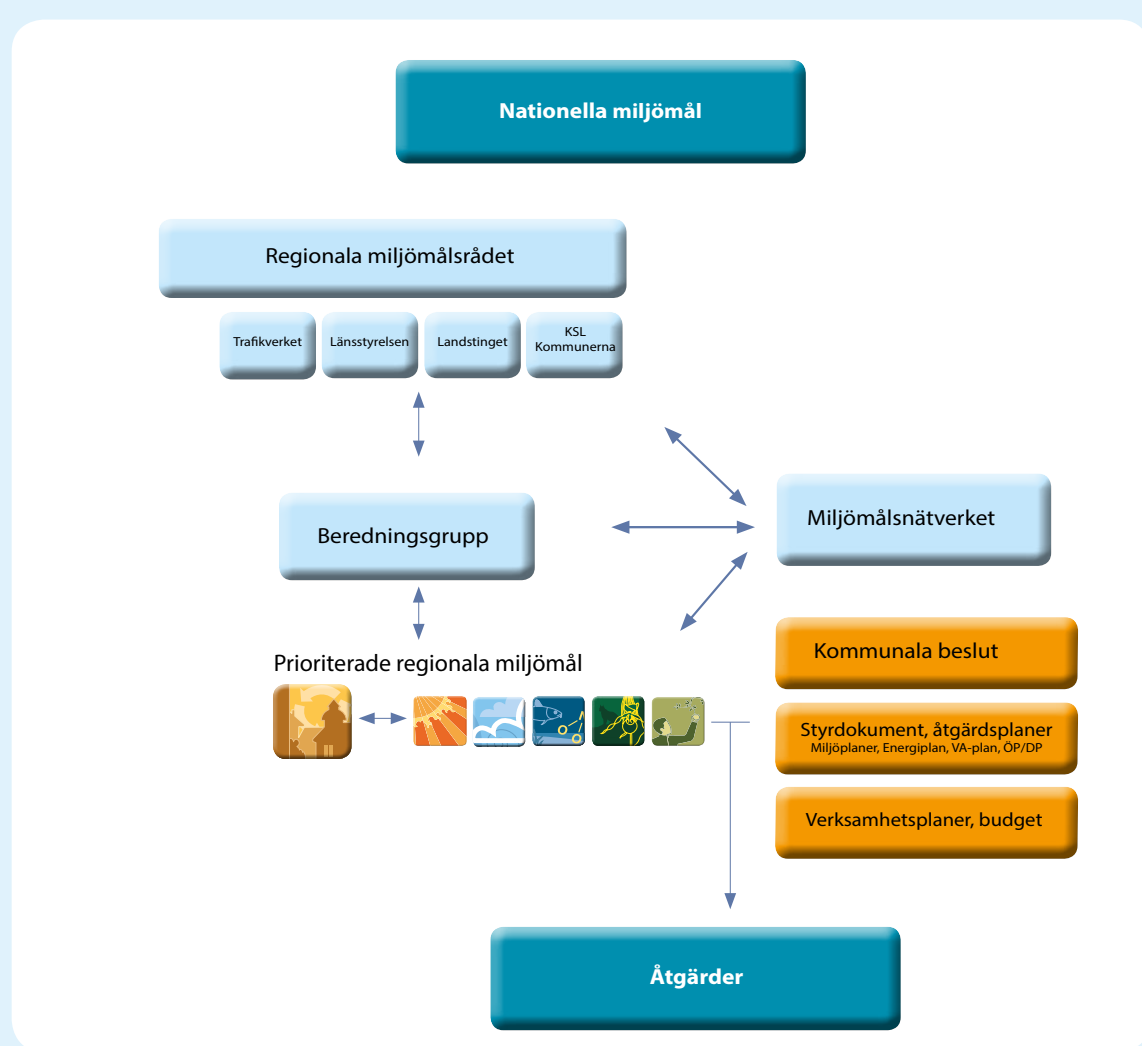 Nationella miljömål
Regionala miljömålsrådet
Trafikverket
Länsstyrelsen
Landstinget
KSL
Kommunerna
Beredningsgrupp
Miljömålsnätverket
Prioriterade regionala miljömål
Kommunala beslut
Styrdokument, åtgärdsplaner
Miljöplaner, Energiplan, VA-plan, ÖP/DP
Verksamhetsplaner, budget
Åtgärder